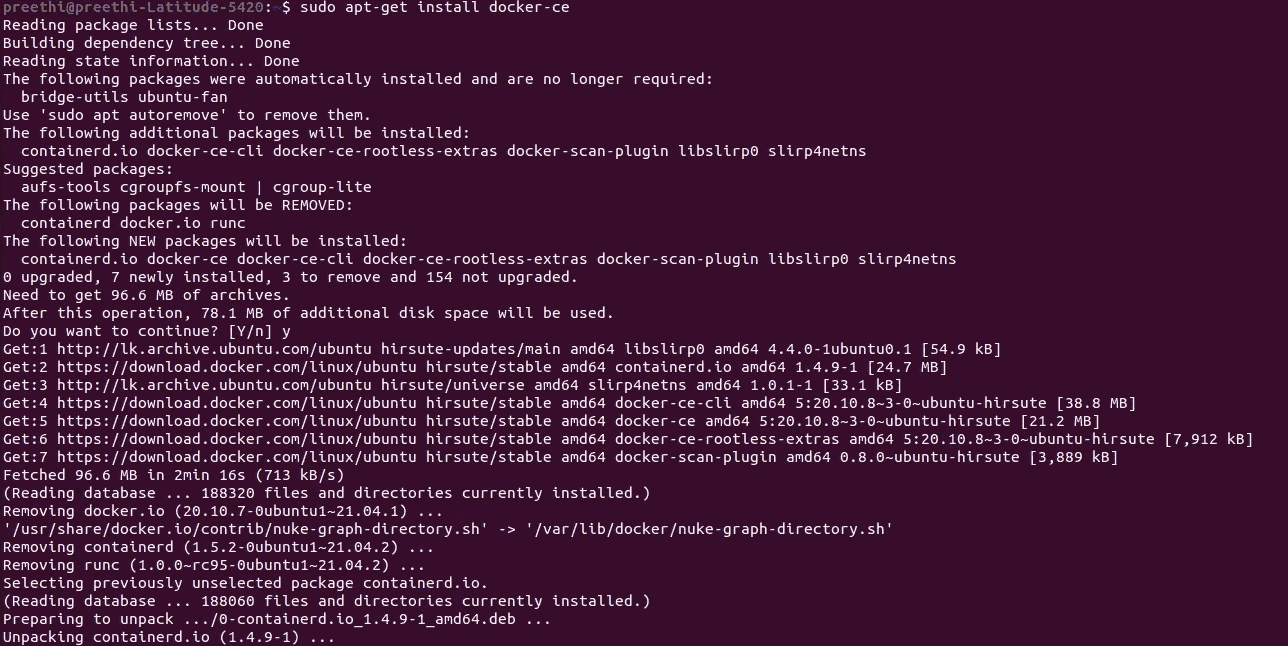 preethi@preethi-Latitude-5420:~$ sudo apt-get install docker-ce
Reading package lists... Done
Building dependency tree... Done
Reading state information... Done
The following packages were automatically installed and are no longer required:
  bridge-utils ubuntu-fan
Use 'sudo apt autoremove' to remove them.
The following additional packages will be installed:
  containerd.io docker-ce-cli docker-ce-rootless-extras docker-scan-plugin libslirp0 slirp4netns
Suggested packages:
  aufs-tools cgroupfs-mount | cgroup-lite
The following packages will be REMOVED:
  containerd docker.io runc
The following NEW packages will be installed:
  containerd.io docker-ce docker-ce-cli docker-ce-rootless-extras docker-scan-plugin libslirp0 slirp4netns
0 upgraded, 7 newly installed, 3 to remove and 154 not upgraded.
Need to get 96.6 MB of archives.
After this operation, 78.1 MB of additional disk space will be used.
Do you want to continue? [Y/n] y
Get:1 http://lk.archive.ubuntu.com/ubuntu hirsute-updates/main amd64 libslirp0 amd64 4.4.0-1ubuntu0.1 [54.9 kB]
Get:2 https://download.docker.com/linux/ubuntu hirsute/stable amd64 containerd.io amd64 1.4.9-1 [24.7 MB]
Get:3 http://lk.archive.ubuntu.com/ubuntu hirsute/universe amd64 slirp4netns amd64 1.0.1-1 [33.1 kB]
Get:4 https://download.docker.com/linux/ubuntu hirsute/stable amd64 docker-ce-cli amd64 5:20.10.8~3-0~ubuntu-hirsute [38.8 MB]
Get:5 https://download.docker.com/linux/ubuntu hirsute/stable amd64 docker-ce amd64 5:20.10.8~3-0~ubuntu-hirsute [21.2 MB]
Get:6 https://download.docker.com/linux/ubuntu hirsute/stable amd64 docker-ce-rootless-extras amd64 5:20.10.8~3-0~ubuntu-hirsute [7,912 kB]
Get:7 https://download.docker.com/linux/ubuntu hirsute/stable amd64 docker-scan-plugin amd64 0.8.0~ubuntu-hirsute [3,889 kB]
Fetched 96.6 MB in 2min 16s (713 kB/s)
(Reading database ... 188320 files and directories currently installed.)
Removing docker.io (20.10.7-0ubuntu1~21.04.1) ...
'/usr/share/docker.io/contrib/nuke-graph-directory.sh' -> '/var/lib/docker/nuke-graph-directory.sh'
Removing containerd (1.5.2-0ubuntu1~21.04.2) ...
Removing runc (1.0.0~rc95-0ubuntu1~21.04.2) ...
Selecting previously unselected package containerd.io.
(Reading database ... 188060 files and directories currently installed.)
Preparing to unpack .../0-containerd.io_1.4.9-1_amd64.deb ...
Unpacking containerd.io (1.4.9-1) ...